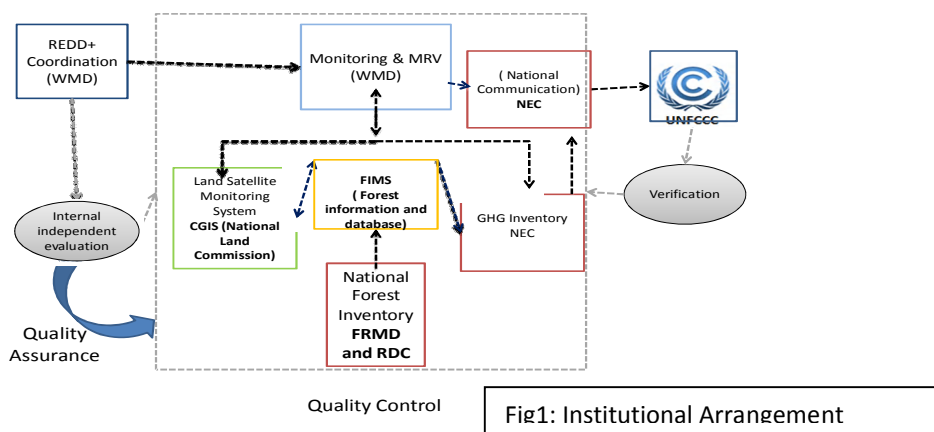 REDD+
Coordination
(WMD)
Monitoring & MRV
(WMD)
( National
Communication)
NEC
UNFCCC
Land Satellite
Monitoring
System
CGIS (National
Land
Commission)
FIMS
( Forest
information and
database)
GHG Inventory
NEC
Verification
Internal
independent
evaluation
National
Forest
Inventory
FRMD
and RDC
Quality
Assurance
Quality Control
Fig1: Institutional Arrangement